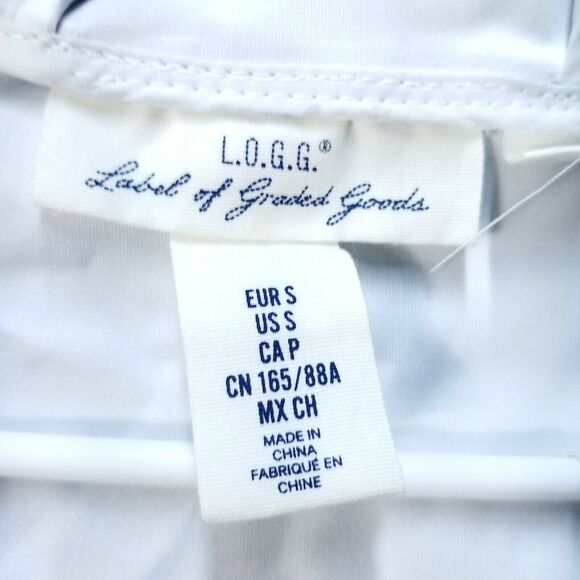 L.O.G.G.®
Label of Graded Goods
EUR S
US S
CA P
CN 165/88A
MX CH
MADE IN
CHINA
FABRIQUÉ EN
CHINE